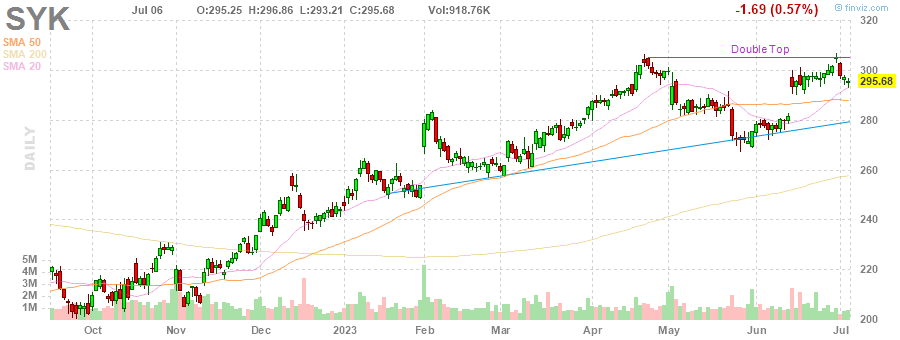 SYK
Jul 06 O:295.25 H:296.86 L:293.21 C:295.68 Vol:918.76K -1.69 (0.57%) © finviz.com
SMA 50
SMA 200
SMA 20
DAILY
Double Top
320
300
295.68
280
260
240
220
200
5M
4M
3M
2M
1M
Oct Nov Dec 2023 Feb Mar Apr May Jun Jul